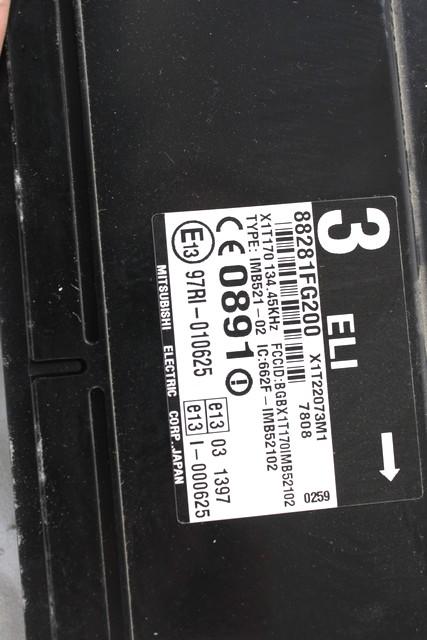 3 ELI
88281FG200 X1T22073M1
7808
0259
X1T170 134.45KHz FCCID:BGBX1T170IMB52102
TYPE: IMB521-02 IC:662F-IMB52102
CE 0891
E13 97RI-010625
e13 03 1397
e13 I-000625
MITSUBISHI ELECTRIC CORP. JAPAN